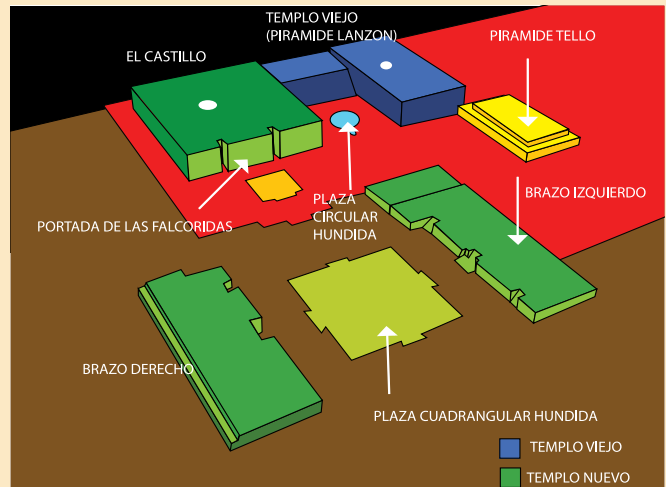 TEMPLO VIEJO
(PIRAMIDE LANZON)
EL CASTILLO
PIRAMIDE TELLO
PORTADA DE LAS FALCORIDAS
PLAZA
CIRCULAR
HUNDIDA
BRAZO IZQUIERDO
BRAZO DERECHO
PLAZA CUADRANGULAR HUNDIDA
TEMPLO VIEJO
TEMPLO NUEVO